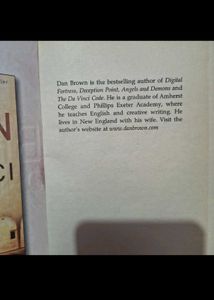 Dan Brown is the bestselling author of Digital
Fortress, Deception Point, Angels and Demons and
The Da Vinci Code. He is a graduate of Amherst
College and Phillips Exeter Academy, where
he teaches English and creative writing. He
lives in New England with his wife. Visit the
author's website at www.danbrown.com
N
CI